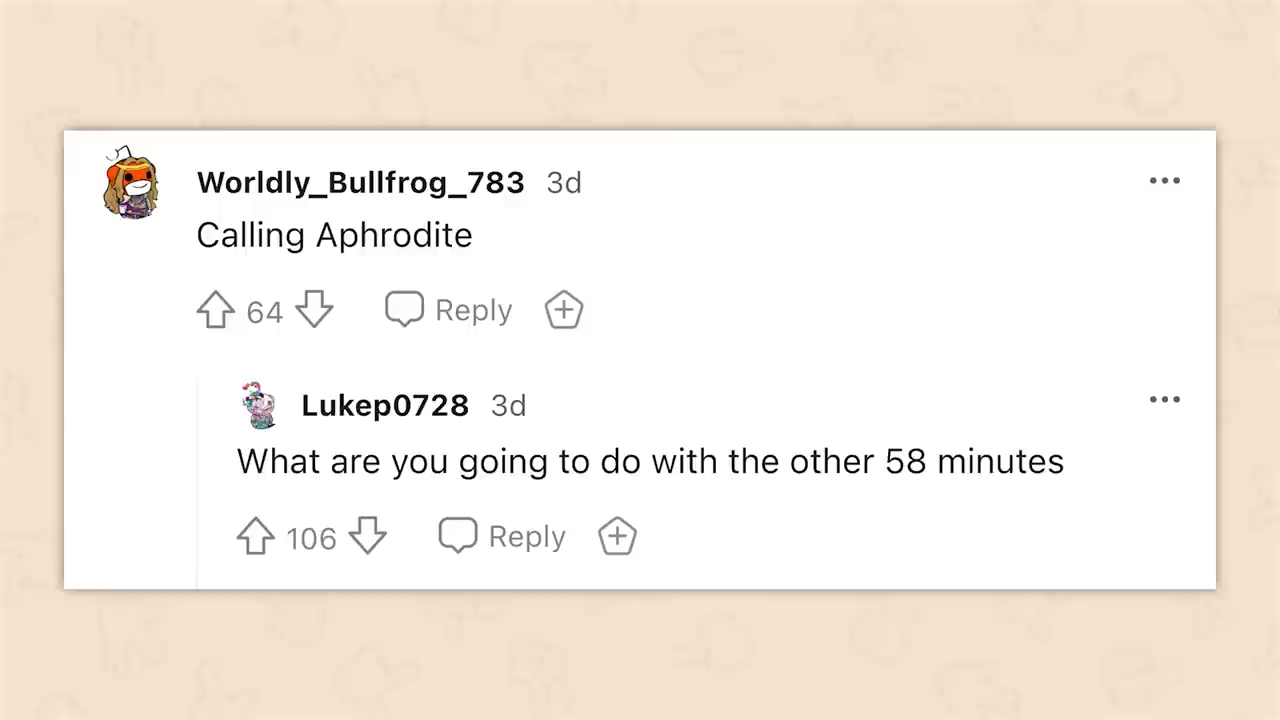 Worldly_Bullfrog_783 3d
Calling Aphrodite
64 Reply
Lukep0728 3d
What are you going to do with the other 58 minutes
106 Reply